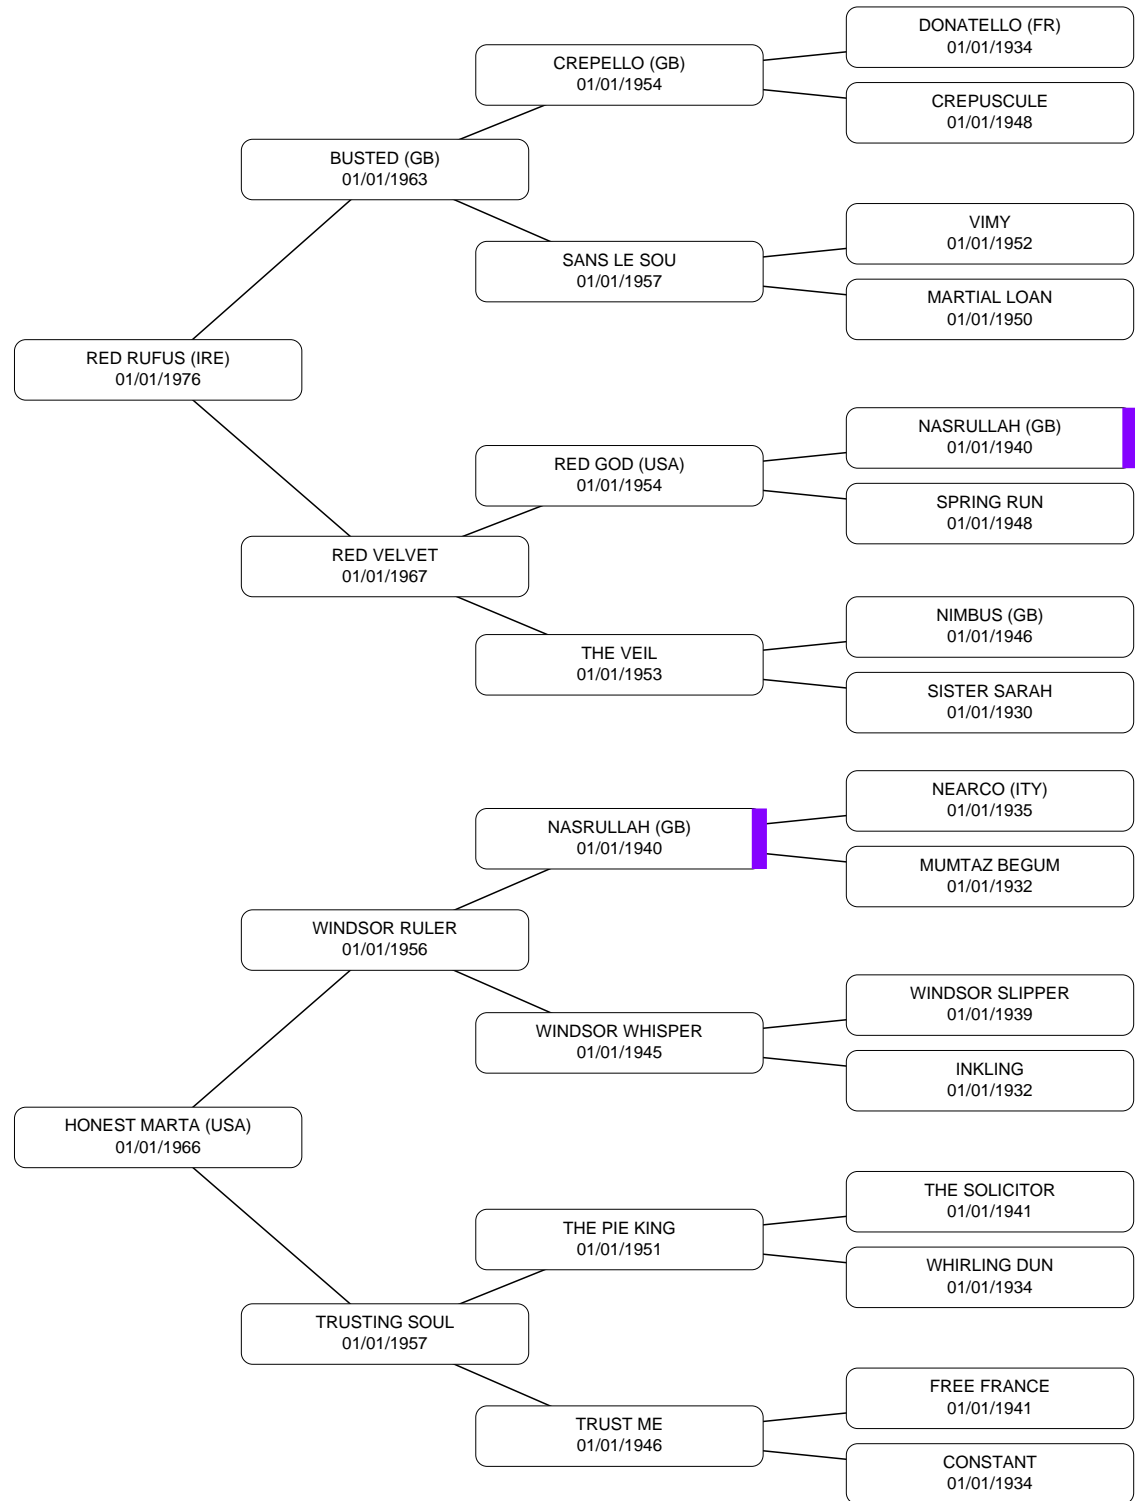 DONATELLO (FR)
01/01/1934
CREPELLO (GB)
01/01/1954
CREPUSCULE
01/01/1948
BUSTED (GB)
01/01/1963
VIMY
01/01/1952
SANS LE SOU
01/01/1957
MARTIAL LOAN
01/01/1950
RED RUFUS (IRE)
01/01/1976
NASRULLAH (GB)
01/01/1940
RED GOD (USA)
01/01/1954
SPRING RUN
01/01/1948
RED VELVET
01/01/1967
NIMBUS (GB)
01/01/1946
THE VEIL
01/01/1953
SISTER SARAH
01/01/1930
NEARCO (ITY)
01/01/1935
NASRULLAH (GB)
01/01/1940
MUMTAZ BEGUM
01/01/1932
WINDSOR RULER
01/01/1956
WINDSOR SLIPPER
01/01/1939
WINDSOR WHISPER
01/01/1945
INKLING
01/01/1932
HONEST MARTA (USA)
01/01/1966
THE SOLICITOR
01/01/1941
THE PIE KING
01/01/1951
WHIRLING DUN
01/01/1934
TRUSTING SOUL
01/01/1957
FREE FRANCE
01/01/1941
TRUST ME
01/01/1946
CONSTANT
01/01/1934